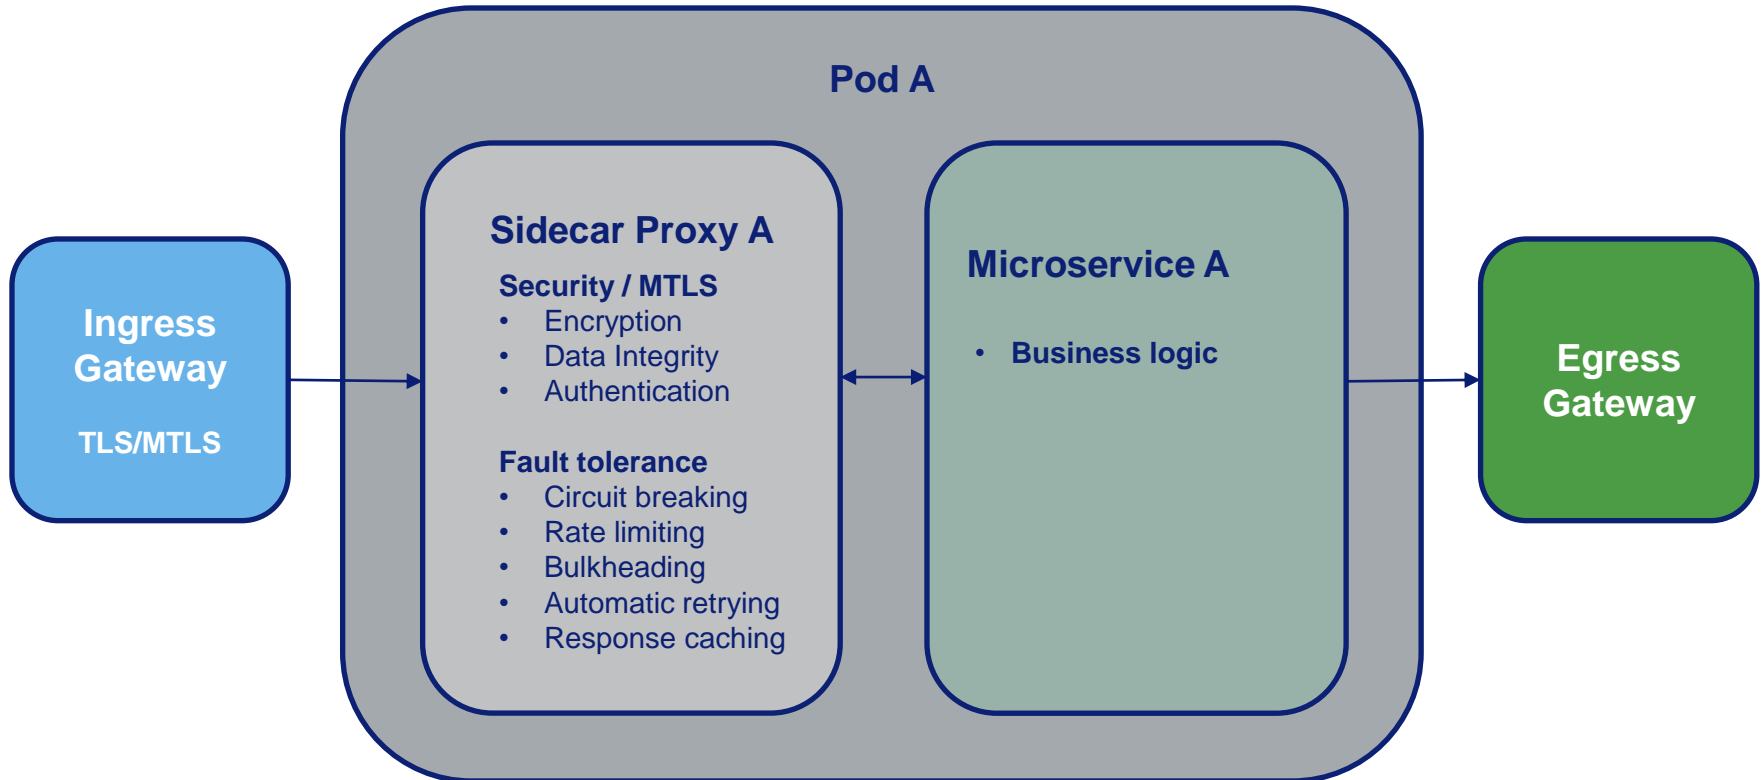 Pod A
Ingress
Gateway
TLS/MTLS
Sidecar Proxy A
Security / MTLS
• Encryption
• Data Integrity
• Authentication
Fault tolerance
• Circuit breaking
• Rate limiting
• Bulkheading
• Automatic retrying
• Response caching
Microservice A
• Business logic
Egress
Gateway